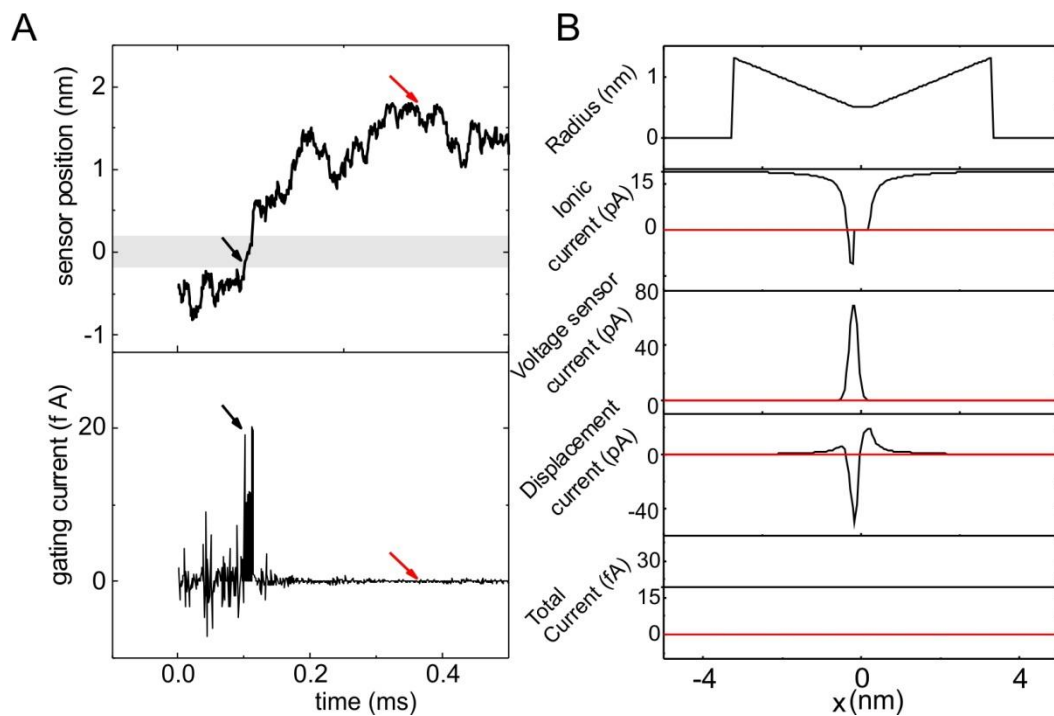 A
sensor position (nm)
2
1
0
-1
gating current (f A)
20
0
0.0
0.2
0.4
time (ms)
B
Radius (nm)
1
0
Ionic
current (pA)
15
0
Voltage sensor
current (pA)
80
40
0
Displacement
current (pA)
0
-40
Total
Current (fA)
30
15
0
-4
0
4
x (nm)